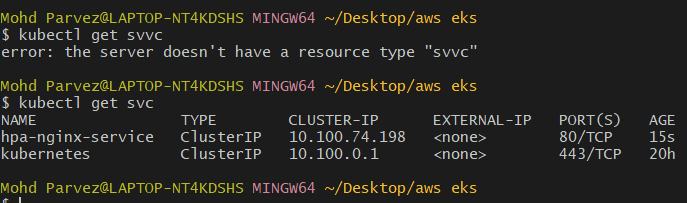 Mohd Parvez@LAPTOP-NT4KDSHS MINGW64 ~/Desktop/aws eks
$ kubectl get svvc
error: the server doesn't have a resource type "svvc"
Mohd Parvez@LAPTOP-NT4KDSHS MINGW64 ~/Desktop/aws eks
$ kubectl get svc
NAME TYPE CLUSTER-IP EXTERNAL-IP PORT(S) AGE
hpa-nginx-service ClusterIP 10.100.74.198 <none> 80/TCP 15s
kubernetes ClusterIP 10.100.0.1 <none> 443/TCP 20h
Mohd Parvez@LAPTOP-NT4KDSHS MINGW64 ~/Desktop/aws eks
$